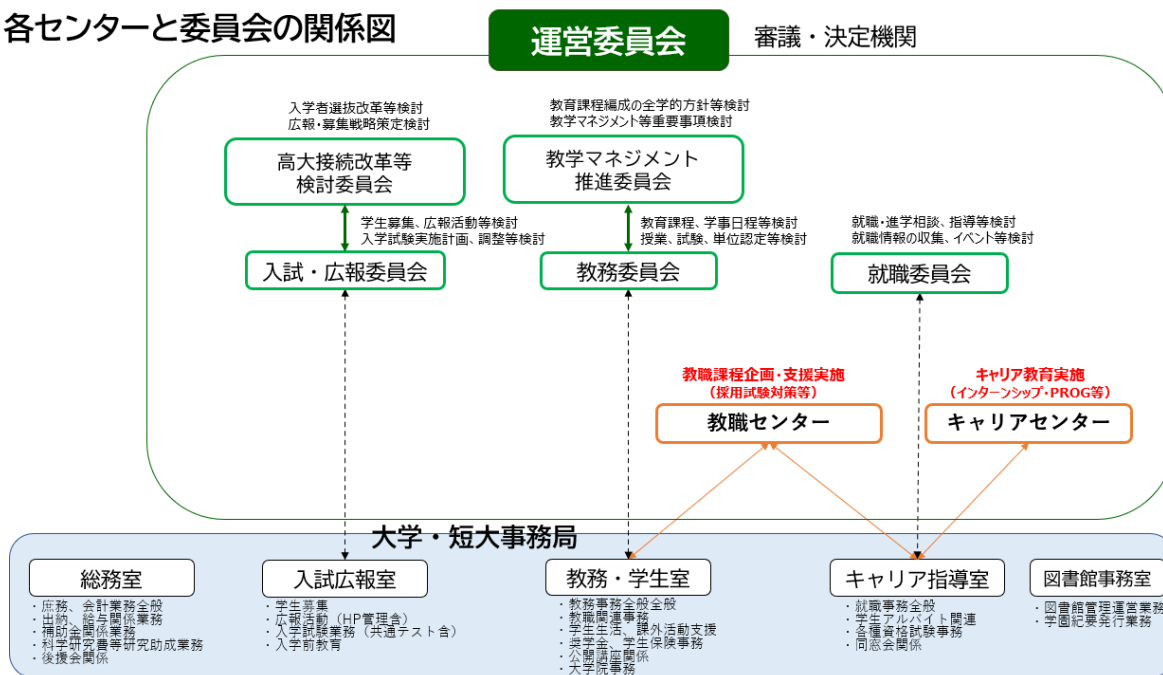 各センターと委員会の関係図
運営委員会
審議・決定機関
入学者選抜改革等検討
広報・募集戦略策定検討
高大接続改革等
検討委員会
教育課程編成の全学的方針等検討
教学マネジメント等重要事項検討
教学マネジメント
推進委員会
学生募集、広報活動等検討
入学試験実施計画、調整等検討
入試・広報委員会
教育課程、学事日程等検討
授業、試験、単位認定等検討
教務委員会
就職・進学相談、指導等検討
就職情報の収集、イベント等検討
就職委員会
教職課程企画・支援実施
（採用試験対策等）
教職センター
キャリア教育実施
（インターンシップ・PROG等）
キャリアセンター
大学・短大事務局
総務室
・庶務、会計業務全般
・出納、給与関係業務
・補助金関係業務
・科学研究費等研究助成業務
・後援会関係
入試広報室
・学生募集
・広報活動（HP管理含）
・入学試験業務（共通テスト含）
・入学前教育
教務・学生室
・教務事務全般全般
・教職関連事務
・学生生活、課外活動支援
・奨学金、学生保険事務
・公開講座関係
・大学院事務
キャリア指導室
・就職事務全般
・学生アルバイト関連
・各種資格試験事務
・同窓会関係
図書館事務室
・図書館管理運営業務
・学園紀要発行業務